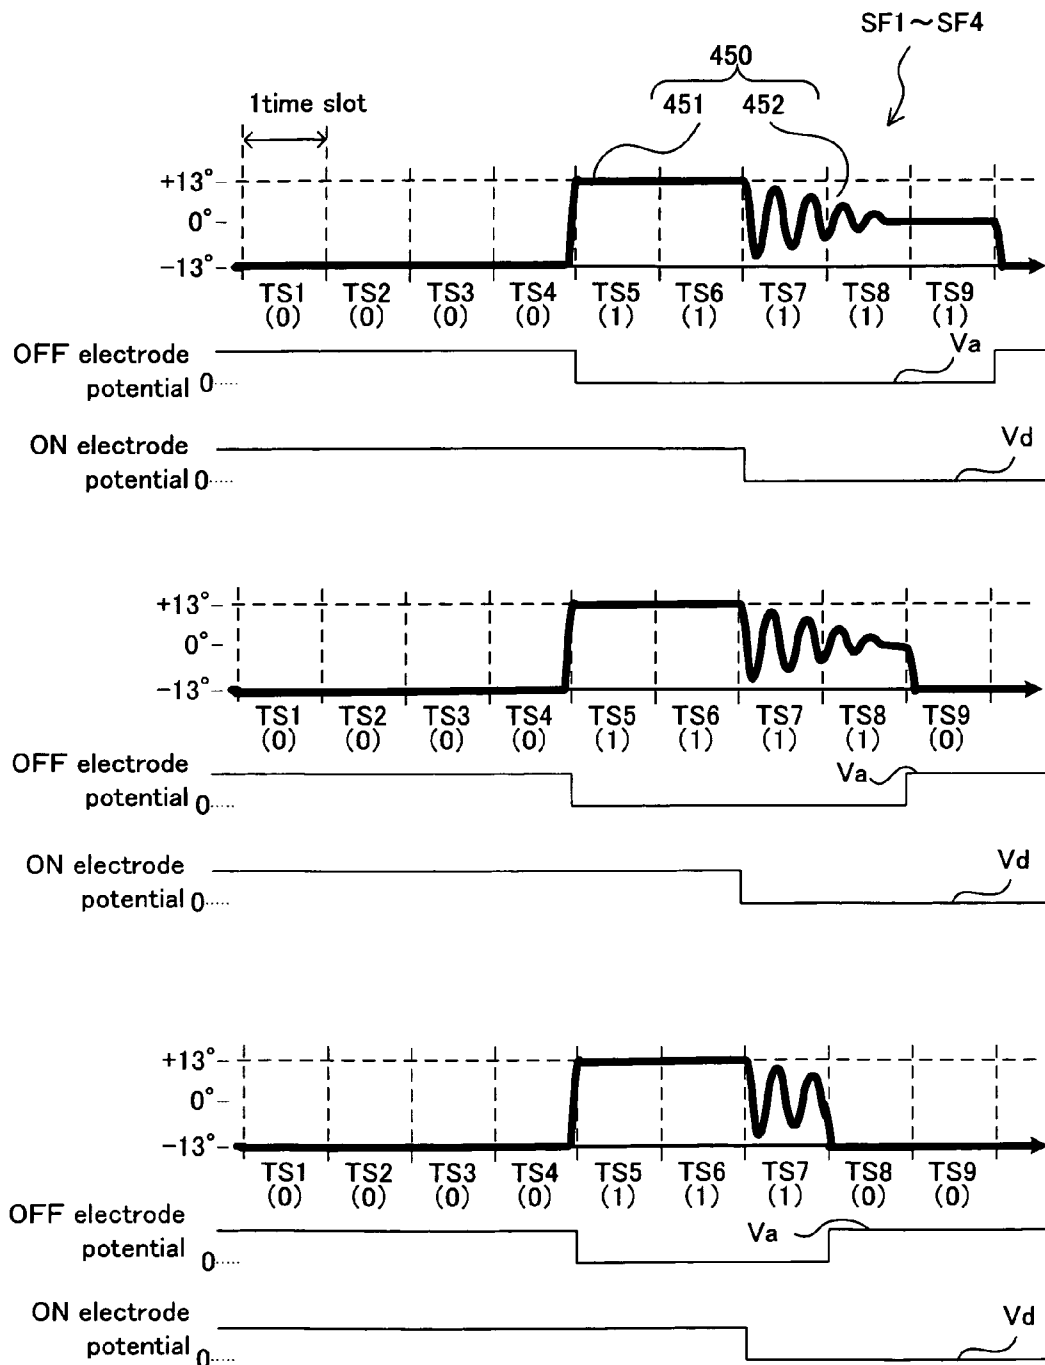 SF1～SF4
450
451 452
1time slot
+13°
0°
−13°
TS1 TS2 TS3 TS4 TS5 TS6 TS7 TS8 TS9
(0) (0) (0) (0) (1) (1) (1) (1) (1)
OFF electrode
potential 0
Va
ON electrode
potential 0
Vd
+13°
0°
−13°
TS1 TS2 TS3 TS4 TS5 TS6 TS7 TS8 TS9
(0) (0) (0) (0) (1) (1) (1) (1) (0)
OFF electrode
potential 0
Va
ON electrode
potential 0
Vd
+13°
0°
−13°
TS1 TS2 TS3 TS4 TS5 TS6 TS7 TS8 TS9
(0) (0) (0) (0) (1) (1) (1) (0) (0)
OFF electrode
potential 0
Va
ON electrode
potential 0
Vd